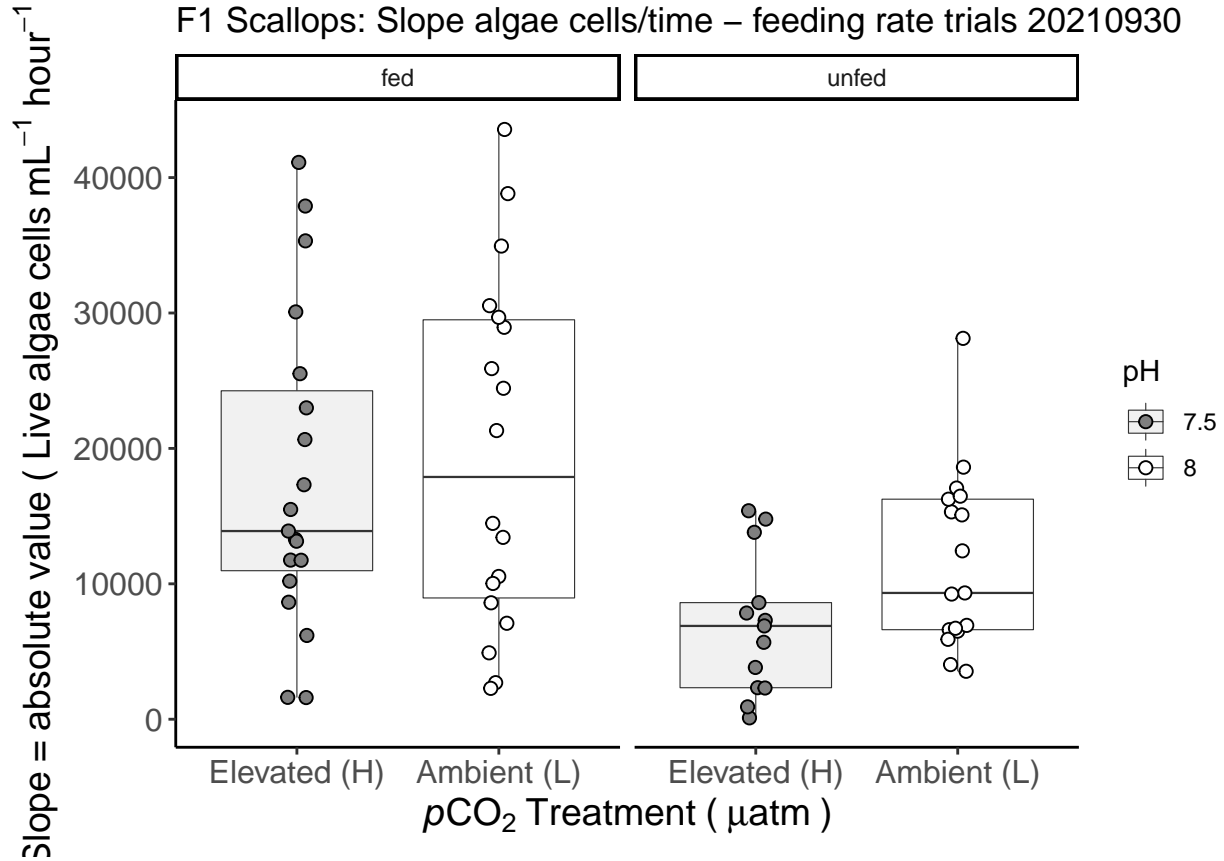 F1 Scallops: Slope algae cells/time – feeding rate trials 20210930
Slope = absolute value ( Live algae cells mL⁻¹ hour⁻¹
fed
unfed
40000
30000
20000
10000
0
Elevated (H)
Ambient (L)
Elevated (H)
Ambient (L)
pCO₂ Treatment ( μatm )
pH
7.5
8